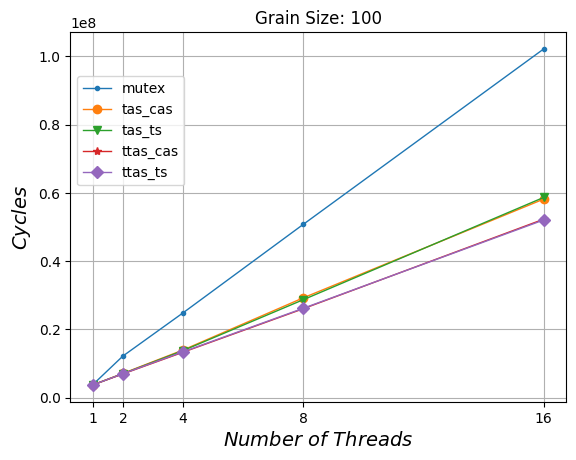 Grain Size: 100
1e8
1.0
0.8
0.6
0.4
0.2
0.0
Cycles
mutex
tas_cas
tas_ts
ttas_cas
ttas_ts
1 2 4 8 16
Number of Threads